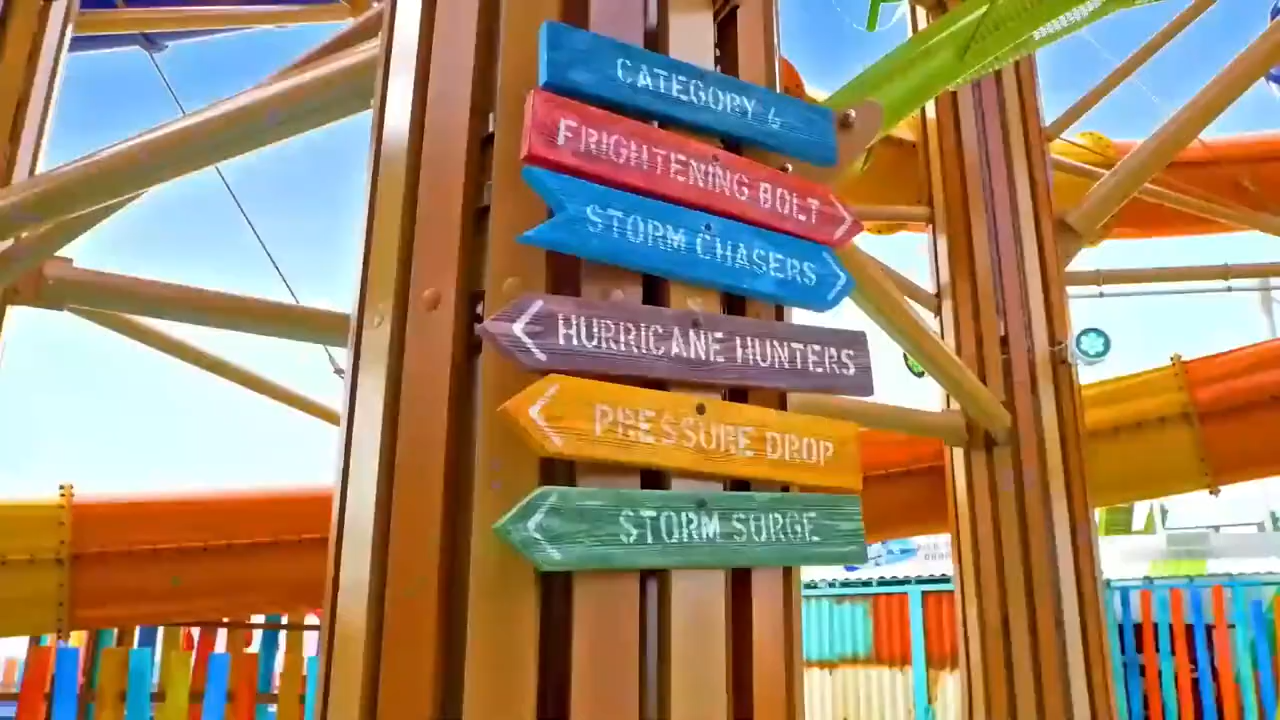 CATEGORY 6
FRIGHTENING BOLT
STORM CHASERS
HURRICANE HUNTERS
PRESSURE DROP
STORM SURGE